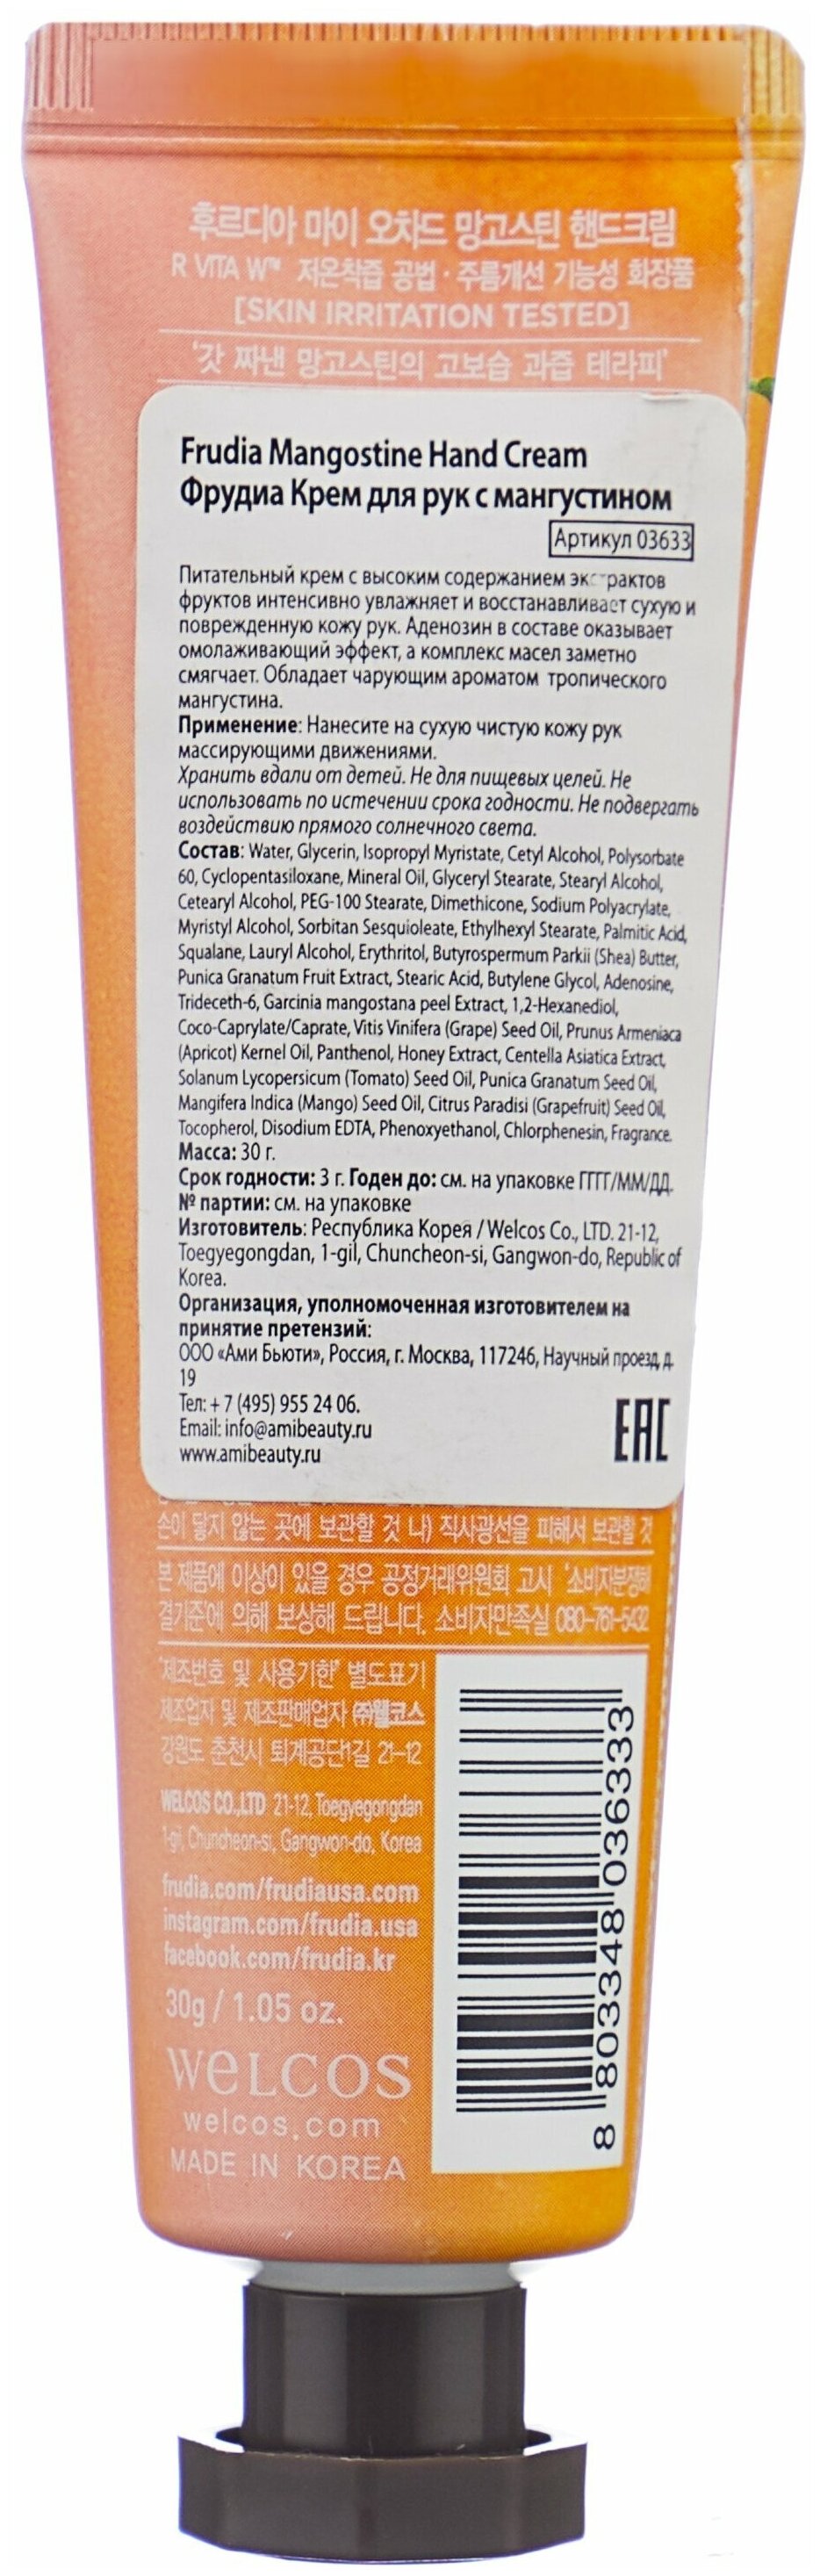 후르디아 마이 오차드 망고스틴 핸드크림
R VITA W™ 저온착즙 공법 · 주름개선 기능성 화장품
[SKIN IRRITATION TESTED]
'갓 짜낸 망고스틴의 고보습 과즙 테라피'
Frudia Mangostine Hand Cream
Фрудиа Крем для рук с мангустином
Артикул 03633
Питательный крем с высоким содержанием экстрактов
фруктов интенсивно увлажняет и восстанавливает сухую и
поврежденную кожу рук. Аденозин в составе оказывает
омолаживающий эффект, а комплекс масел заметно
смягчает. Обладает чарующим ароматом тропического
мангустина.
Применение: Нанесите на сухую чистую кожу рук
массирующими движениями.
Хранить вдали от детей. Не для пищевых целей. Не
использовать по истечении срока годности. Не подвергать
воздействию прямого солнечного света.
Состав: Water, Glycerin, Isopropyl Myristate, Cetyl Alcohol, Polysorbate
60, Cyclopentasiloxane, Mineral Oil, Glyceryl Stearate, Stearyl Alcohol,
Cetearyl Alcohol, PEG-100 Stearate, Dimethicone, Sodium Polyacrylate,
Myristyl Alcohol, Sorbitan Sesquioleate, Ethylhexyl Stearate, Palmitic Acid,
Squalane, Lauryl Alcohol, Erythritol, Butyrospermum Parkii (Shea) Butter,
Punica Granatum Fruit Extract, Stearic Acid, Butylene Glycol, Adenosine,
Trideceth-6, Garcinia mangostana peel Extract, 1,2-Hexanediol,
Coco-Caprylate/Caprate, Vitis Vinifera (Grape) Seed Oil, Prunus Armeniaca
(Apricot) Kernel Oil, Panthenol, Honey Extract, Centella Asiatica Extract,
Solanum Lycopersicum (Tomato) Seed Oil, Punica Granatum Seed Oil,
Mangifera Indica (Mango) Seed Oil, Citrus Paradisi (Grapefruit) Seed Oil,
Tocopherol, Disodium EDTA, Phenoxyethanol, Chlorphenesin, Fragrance.
Масса: 30 г.
Срок годности: 3 г. Годен до: см. на упаковке ГГГГ/ММ/ДД.
№ партии: см. на упаковке
Изготовитель: Республика Корея / Welcos Co., LTD. 21-12,
Toegyegongdan, 1-gil, Chuncheon-si, Gangwon-do, Republic of
Korea.
Организация, уполномоченная изготовителем на
принятие претензий:
ООО «Ами Бьюти», Россия, г. Москва, 117246, Научный проезд, д.
19
Тел: + 7 (495) 955 24 06.
Email: info@amibeauty.ru
www.amibeauty.ru
EAC
손이 닿지 않는 곳에 보관할 것 나) 직사광선을 피해서 보관할 것
본 제품에 이상이 있을 경우 공정거래위원회 고시 '소비자분쟁해
결기준'에 의해 보상해 드립니다. 소비자만족실 080-761-5432
"제조번호 및 사용기한" 별도표기
제조업자 및 제조판매업자 ㈜웰코스
강원도 춘천시 퇴계공단1길 21-12
WELCOS CO.,LTD 21-12, Toegyegongdan
1-gil, Chuncheon-si, Gangwon-do, Korea
frudia.com/frudiausa.com
instagram.com/frudia.usa
facebook.com/frudia.kr
30g / 1.05 oz.
WeLCOS
welcos.com
MADE IN KOREA
8 803348 036333